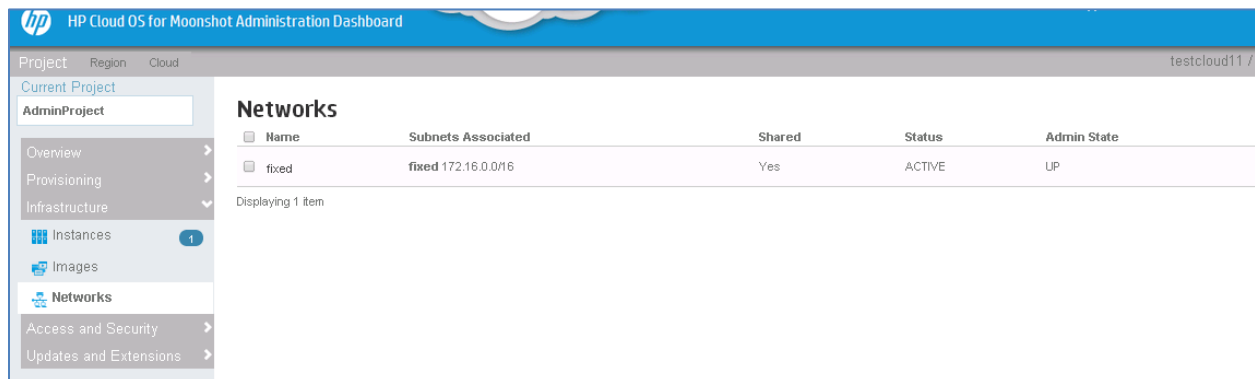 hp HP Cloud OS for Moonshot Administration Dashboard
Project Region Cloud testcloud11 /
Current Project
AdminProject
Networks
Name Subnets Associated Shared Status Admin State
fixed fixed 172.16.0.0/16 Yes ACTIVE UP
Displaying 1 item
Overview
Provisioning
Infrastructure
Instances 1
Images
Networks
Access and Security
Updates and Extensions